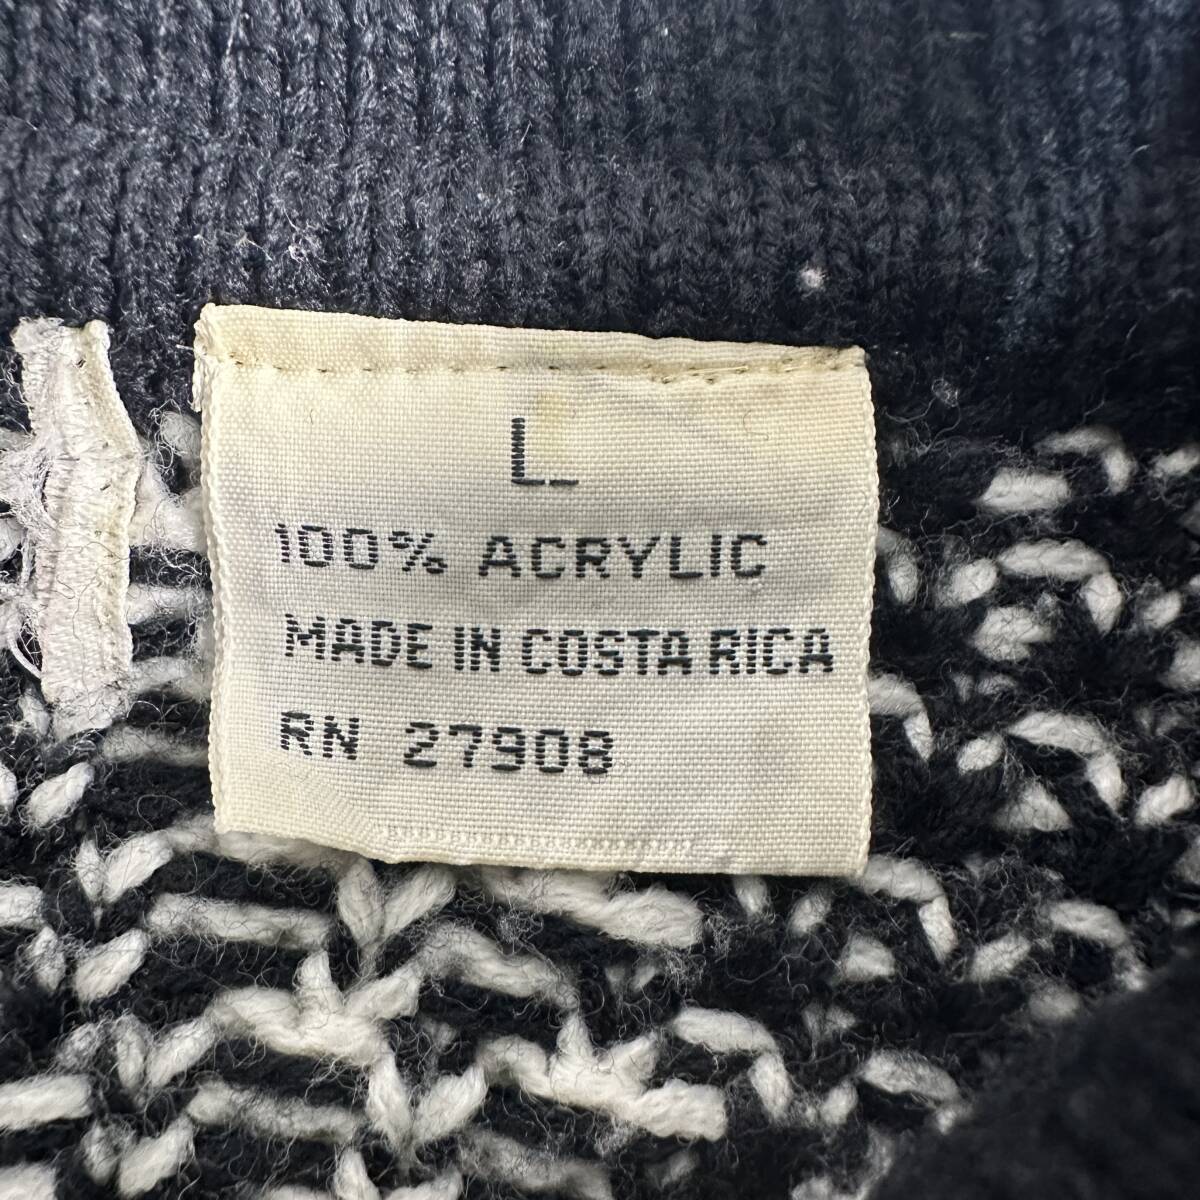 L
100% ACRYLIC
MADE IN COSTA RICA
RN 27908